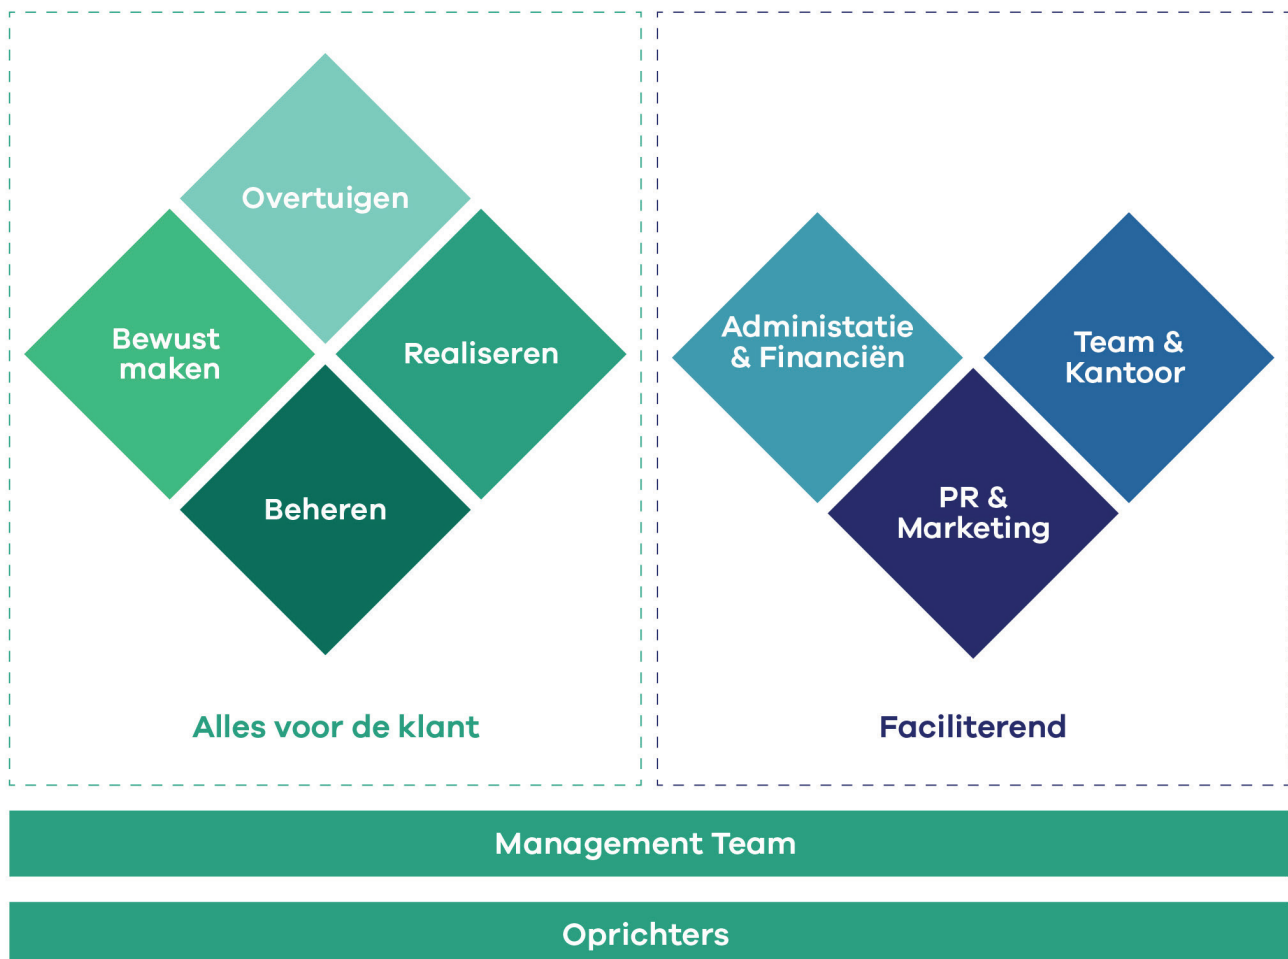 Overtuigen
Bewust
maken
Realiseren
Beheren
Alles voor de klant
Administatie
& Financiën
Team &
Kantoor
PR &
Marketing
Faciliterend
Management Team
Oprichters